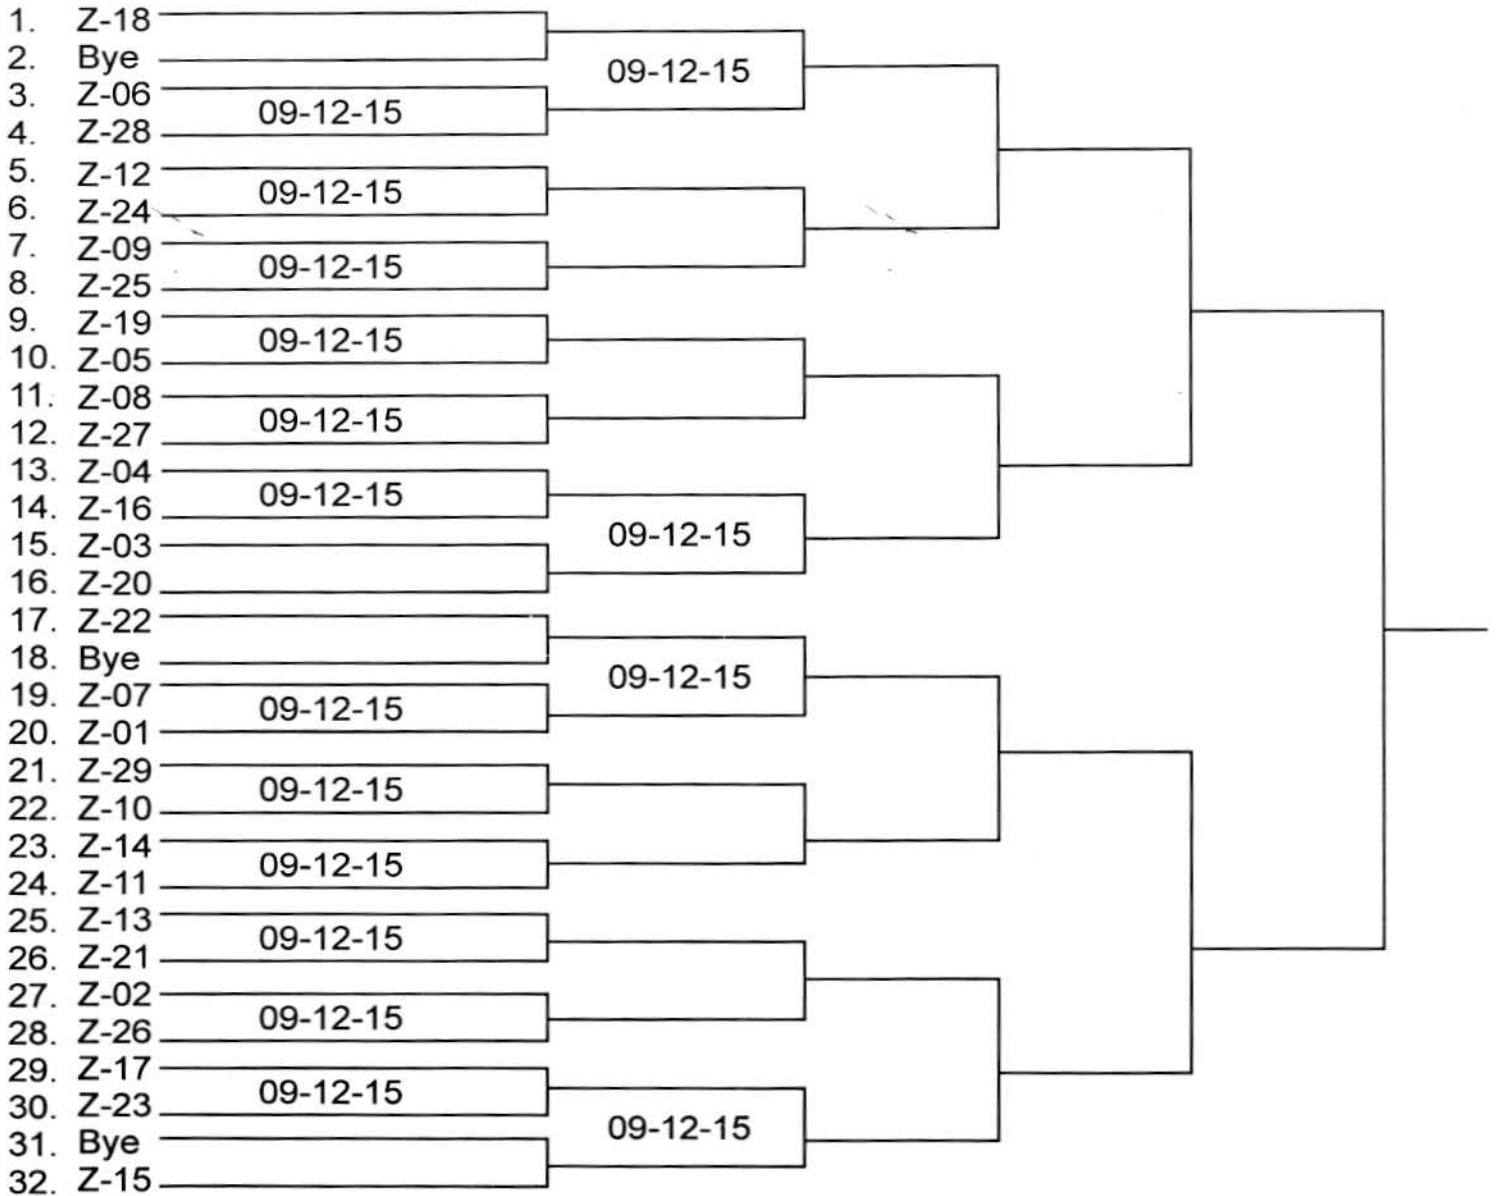 1. Z-18
2. Bye
09-12-15
3. Z-06
09-12-15
4. Z-28
5. Z-12
09-12-15
6. Z-24
7. Z-09
09-12-15
8. Z-25
9. Z-19
09-12-15
10. Z-05
11. Z-08
09-12-15
12. Z-27
13. Z-04
09-12-15
14. Z-16
09-12-15
15. Z-03
16. Z-20
17. Z-22
18. Bye
09-12-15
19. Z-07
09-12-15
20. Z-01
21. Z-29
09-12-15
22. Z-10
23. Z-14
09-12-15
24. Z-11
25. Z-13
09-12-15
26. Z-21
27. Z-02
09-12-15
28. Z-26
29. Z-17
09-12-15
30. Z-23
09-12-15
31. Bye
32. Z-15